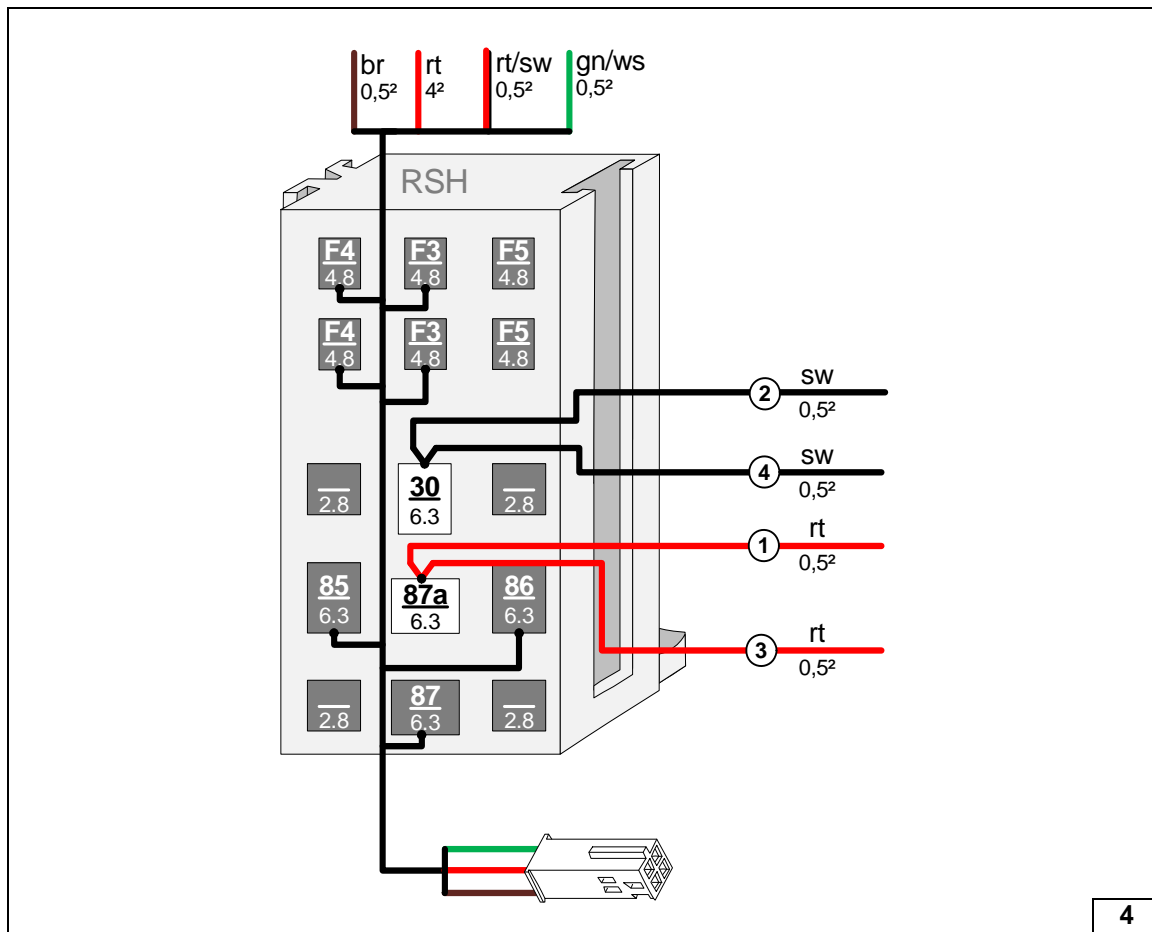 br rt rt/sw gn/ws
0,5² 4² 0,5² 0,5²
RSH
F4 F3 F5
4.8 4.8 4.8
F4 F3 F5
4.8 4.8 4.8
2 sw
0,5²
4 sw
0,5²
30
2.8 6.3 2.8
1 rt
0,5²
85 87a 86
6.3 6.3 6.3
3 rt
0,5²
87
2.8 6.3 2.8
4